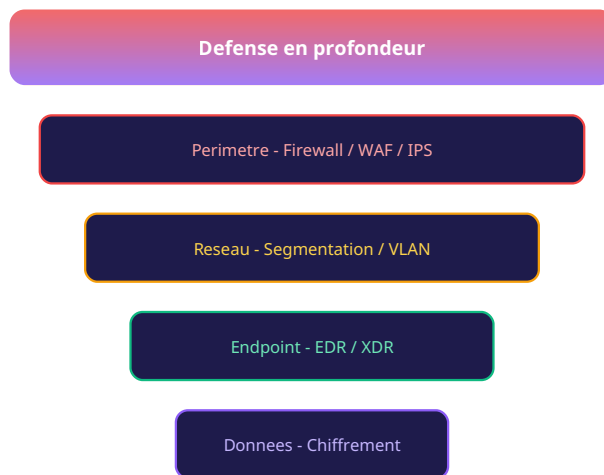 Defense en profondeur
Perimetre - Firewall / WAF / IPS
Reseau - Segmentation / VLAN
Endpoint - EDR / XDR
Donnees - Chiffrement